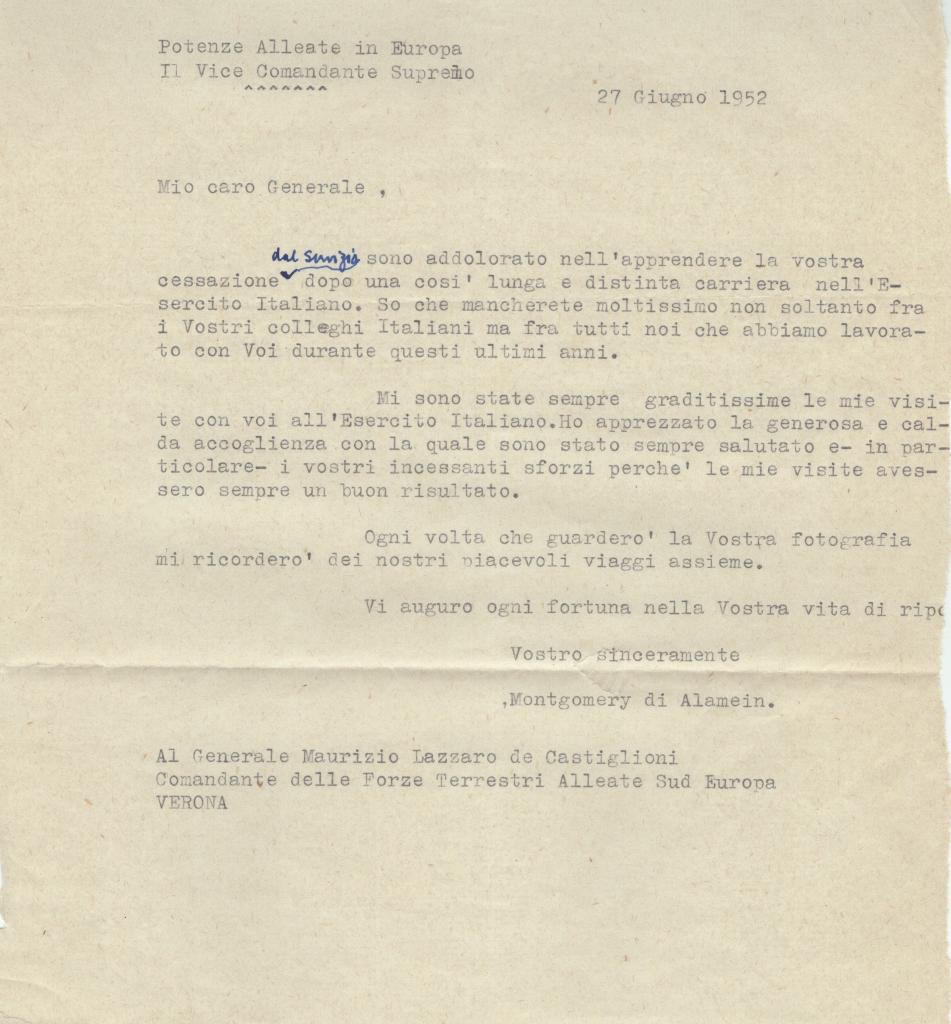 Potenze Alleate in Europa
Il Vice Comandante Supremo
^^^^^^^
27 Giugno 1952
Mio caro Generale ,
dal Servizio
sono addolorato nell'apprendere la vostra
cessazione dopo una cosi' lunga e distinta carriera nell'E-
sercito Italiano. So che mancherete moltissimo non soltanto fra
i Vostri colleghi Italiani ma fra tutti noi che abbiamo lavora-
to con Voi durante questi ultimi anni.
Mi sono state sempre graditissime le mie visi-
te con voi all'Esercito Italiano.Ho apprezzato la generosa e cal-
da accoglienza con la quale sono stato sempre salutato e- in par-
ticolare- i vostri incessanti sforzi perche' le mie visite aves-
sero sempre un buon risultato.
Ogni volta che guardero' la Vostra fotografia
mi ricordero' dei nostri piacevoli viaggi assieme.
Vi auguro ogni fortuna nella Vostra vita di
Vostro sinceramente
,Montgomery di Alamein.
Al Generale Maurizio Lazzaro de Castiglioni
Comandante delle Forze Terrestri Alleate Sud Europa
VERONA